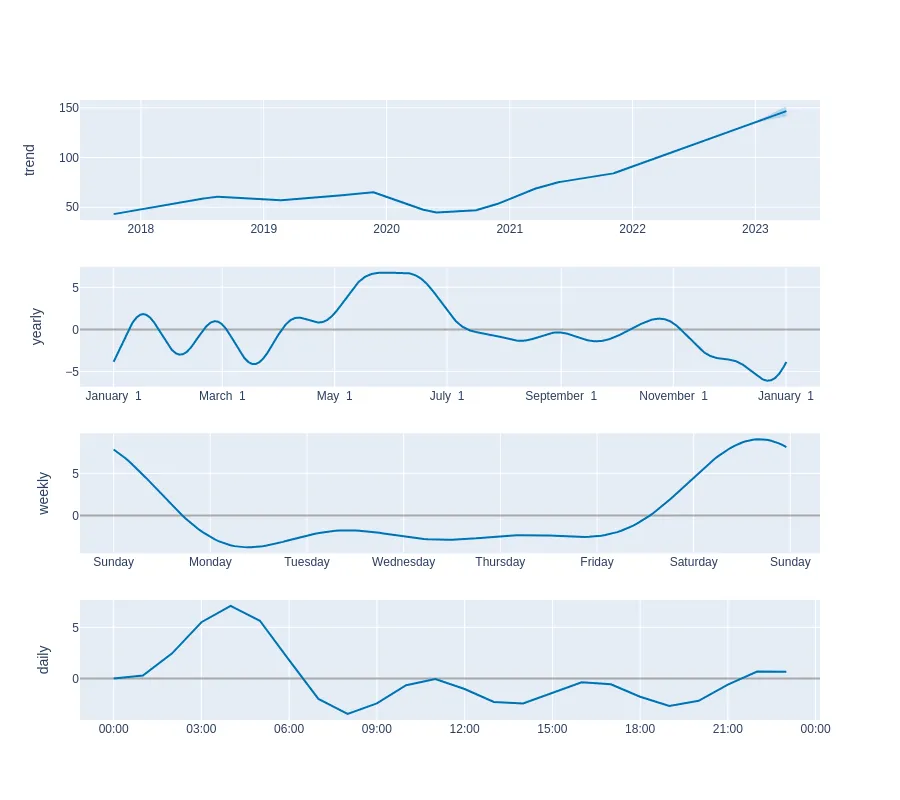 trend
150
100
50
2018 2019 2020 2021 2022 2023
yearly
5
0
−5
January 1 March 1 May 1 July 1 September 1 November 1 January 1
weekly
5
0
Sunday Monday Tuesday Wednesday Thursday Friday Saturday Sunday
daily
5
0
00:00 03:00 06:00 09:00 12:00 15:00 18:00 21:00 00:00